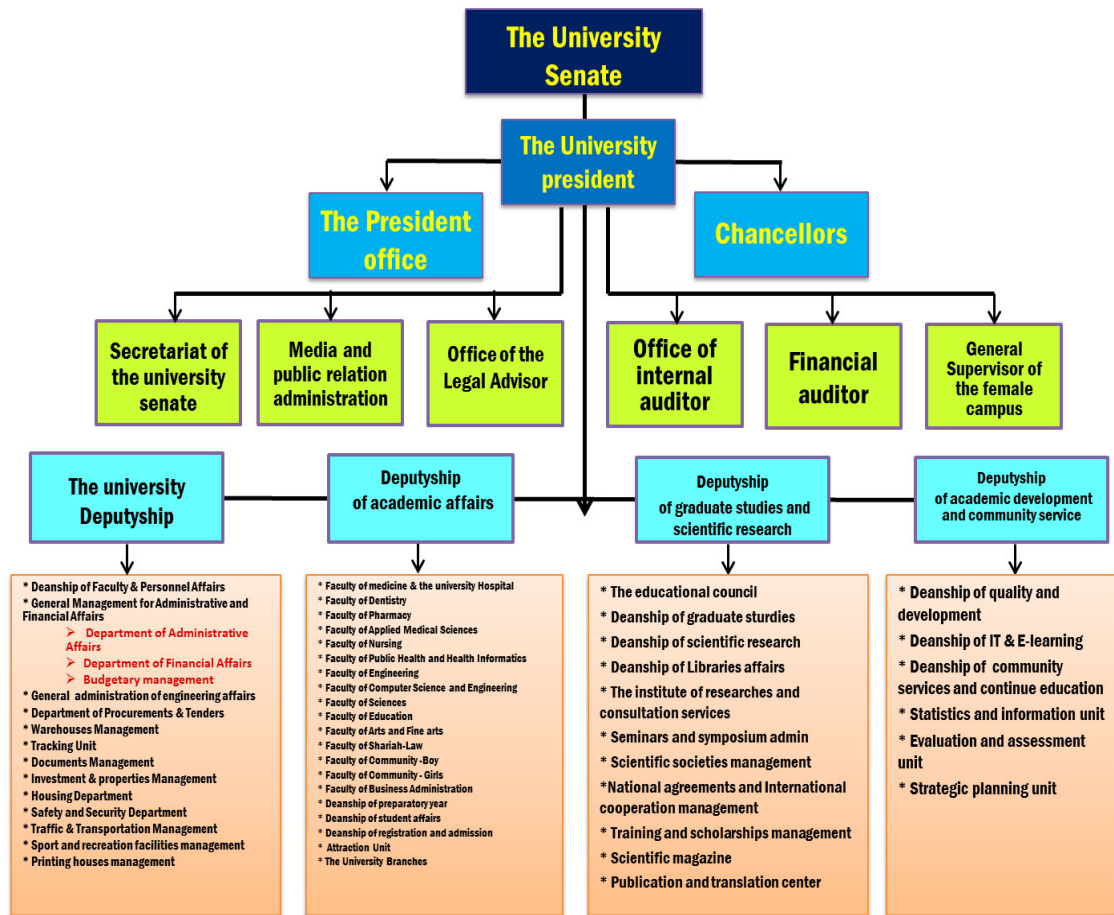 The University
Senate
The University
president
The President
office
Chancellors
Secretariat of
the university
senate
Media and
public relation
administration
Office of the
Legal Advisor
Office of
internal
auditor
Financial
auditor
General
Supervisor of
the female
campus
The university
Deputyship
Deputyship
of academic affairs
Deputyship
of graduate studies and
scientific research
Deputyship
of academic development
and community service
* Deanship of Faculty & Personnel Affairs
* General Management for Administrative and
Financial Affairs
➢ Department of Administrative
Affairs
➢ Department of Financial Affairs
➢ Budgetary management
* General administration of engineering affairs
* Department of Procurements & Tenders
* Warehouses Management
* Tracking Unit
* Documents Management
* Investment & properties Management
* Housing Department
* Safety and Security Department
* Traffic & Transportation Management
* Sport and recreation facilities management
* Printing houses management
* Faculty of medicine & the university Hospital
* Faculty of Dentistry
* Faculty of Pharmacy
* Faculty of Applied Medical Sciences
* Faculty of Nursing
* Faculty of Public Health and Health Informatics
* Faculty of Engineering
* Faculty of Computer Science and Engineering
* Faculty of Sciences
* Faculty of Education
* Faculty of Arts and Fine arts
* Faculty of Shariah-Law
* Faculty of Community -Boy
* Faculty of Community - Girls
* Faculty of Business Administration
* Deanship of preparatory year
* Deanship of student affairs
* Deanship of registration and admission
* Attraction Unit
* The University Branches
* The educational council
* Deanship of graduate sturdies
* Deanship of scientific research
* Deanship of Libraries affairs
* The institute of researches and
consultation services
* Seminars and symposium admin
* Scientific societies management
*National agreements and International
cooperation management
* Training and scholarships management
* Scientific magazine
* Publication and translation center
* Deanship of quality and
development
* Deanship of IT & E-learning
* Deanship of community
services and continue education
* Statistics and information unit
* Evaluation and assessment
unit
* Strategic planning unit